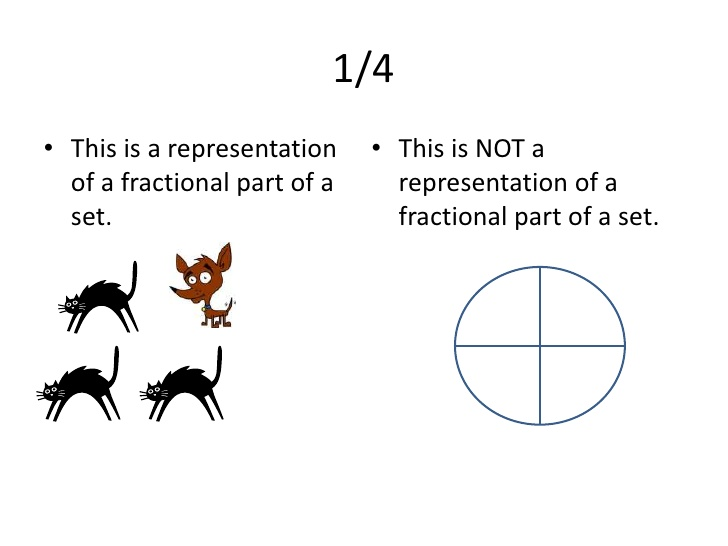 1/4
• This is a representation
of a fractional part of a
set.
• This is NOT a
representation of a
fractional part of a set.